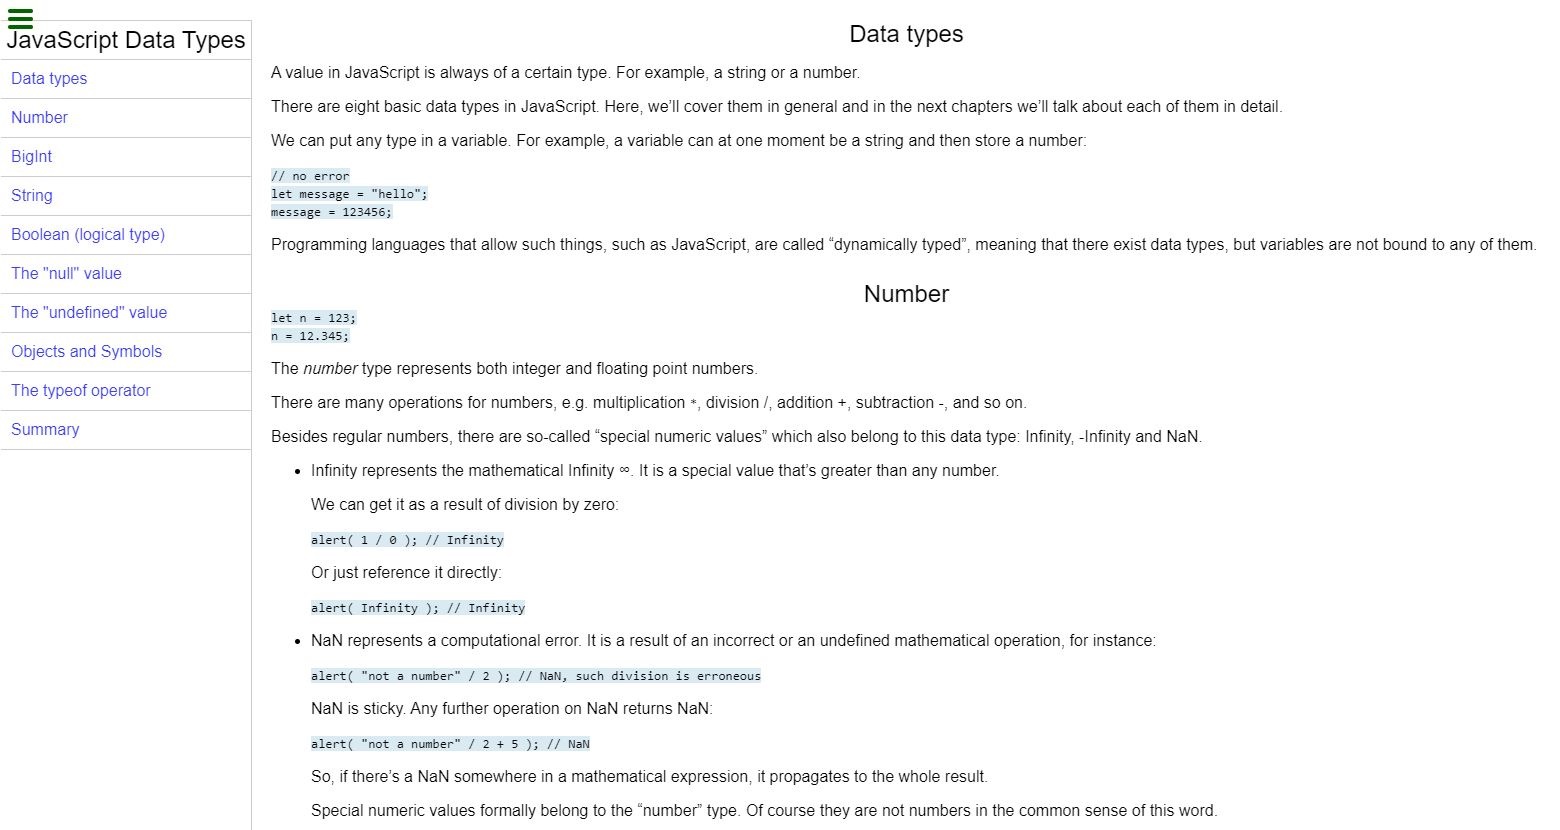 JavaScript Data Types
Data types
Number
BigInt
String
Boolean (logical type)
The "null" value
The "undefined" value
Objects and Symbols
The typeof operator
Summary
Data types
A value in JavaScript is always of a certain type. For example, a string or a number.
There are eight basic data types in JavaScript. Here, we’ll cover them in general and in the next chapters we’ll talk about each of them in detail.
We can put any type in a variable. For example, a variable can at one moment be a string and then store a number:
// no error
let message = "hello";
message = 123456;
Programming languages that allow such things, such as JavaScript, are called “dynamically typed”, meaning that there exist data types, but variables are not bound to any of them.
Number
let n = 123;
n = 12.345;
The number type represents both integer and floating point numbers.
There are many operations for numbers, e.g. multiplication *, division /, addition +, subtraction -, and so on.
Besides regular numbers, there are so-called “special numeric values” which also belong to this data type: Infinity, -Infinity and NaN.
• Infinity represents the mathematical Infinity ∞. It is a special value that’s greater than any number.
We can get it as a result of division by zero:
alert( 1 / 0 ); // Infinity
Or just reference it directly:
alert( Infinity ); // Infinity
• NaN represents a computational error. It is a result of an incorrect or an undefined mathematical operation, for instance:
alert( "not a number" / 2 ); // NaN, such division is erroneous
NaN is sticky. Any further operation on NaN returns NaN:
alert( "not a number" / 2 + 5 ); // NaN
So, if there’s a NaN somewhere in a mathematical expression, it propagates to the whole result.
Special numeric values formally belong to the “number” type. Of course they are not numbers in the common sense of this word.